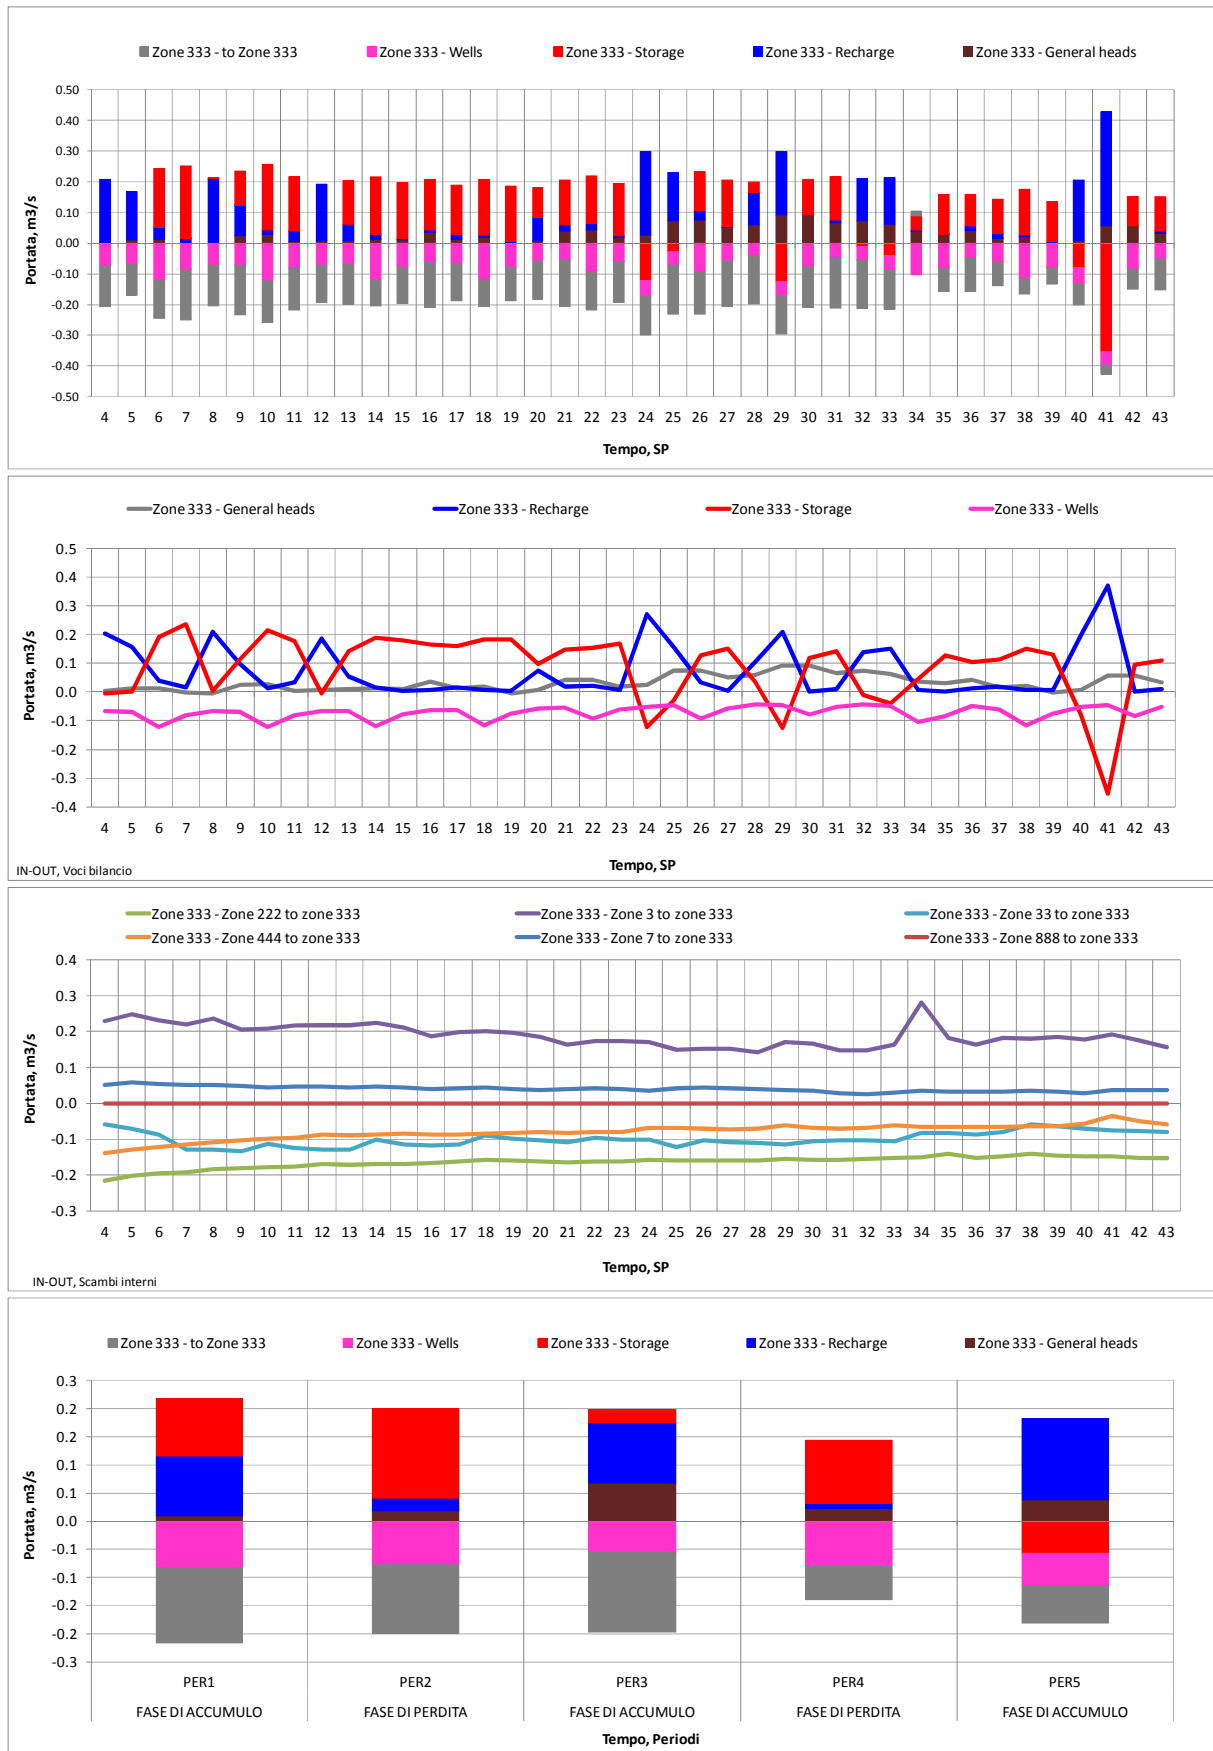 Zone 333 - to Zone 333 Zone 333 - Wells Zone 333 - Storage Zone 333 - Recharge Zone 333 - General heads
Portata, m3/s
0.50
0.40
0.30
0.20
0.10
0.00
-0.10
-0.20
-0.30
-0.40
-0.50
4 5 6 7 8 9 10 11 12 13 14 15 16 17 18 19 20 21 22 23 24 25 26 27 28 29 30 31 32 33 34 35 36 37 38 39 40 41 42 43
Tempo, SP
Zone 333 - General heads Zone 333 - Recharge Zone 333 - Storage Zone 333 - Wells
Portata, m3/s
0.5
0.4
0.3
0.2
0.1
0.0
-0.1
-0.2
-0.3
-0.4
4 5 6 7 8 9 10 11 12 13 14 15 16 17 18 19 20 21 22 23 24 25 26 27 28 29 30 31 32 33 34 35 36 37 38 39 40 41 42 43
Tempo, SP
IN-OUT, Voci bilancio
Zone 333 - Zone 222 to zone 333 Zone 333 - Zone 3 to zone 333 Zone 333 - Zone 33 to zone 333
Zone 333 - Zone 444 to zone 333 Zone 333 - Zone 7 to zone 333 Zone 333 - Zone 888 to zone 333
Portata, m3/s
0.4
0.3
0.2
0.1
0.0
-0.1
-0.2
-0.3
4 5 6 7 8 9 10 11 12 13 14 15 16 17 18 19 20 21 22 23 24 25 26 27 28 29 30 31 32 33 34 35 36 37 38 39 40 41 42 43
Tempo, SP
IN-OUT, Scambi interni
Zone 333 - to Zone 333 Zone 333 - Wells Zone 333 - Storage Zone 333 - Recharge Zone 333 - General heads
Portata, m3/s
0.3
0.2
0.2
0.1
0.1
0.0
-0.1
-0.1
-0.2
-0.2
-0.3
PER1 PER2 PER3 PER4 PER5
FASE DI ACCUMULO FASE DI PERDITA FASE DI ACCUMULO FASE DI PERDITA FASE DI ACCUMULO
Tempo, Periodi